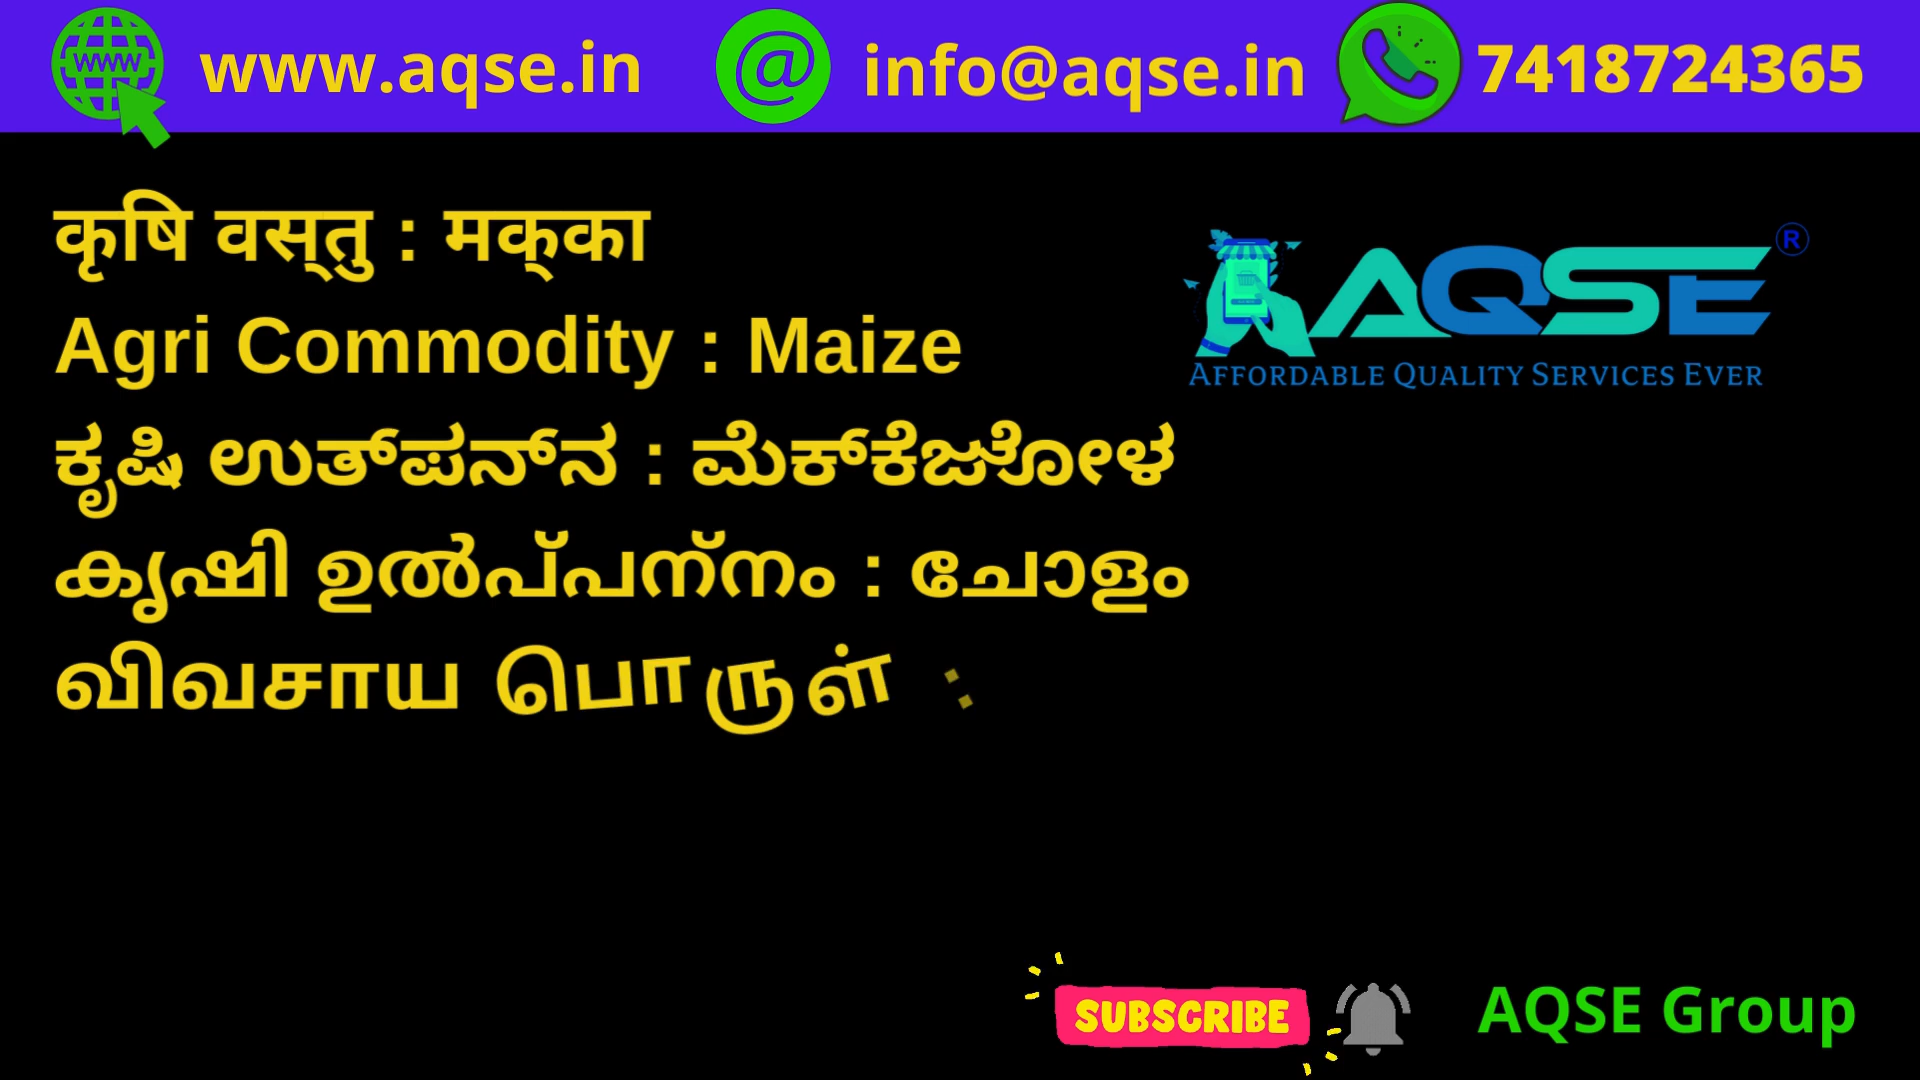 www
www.aqse.in
@
info@aqse.in
7418724365
कृषि वस्‌तु : मक्‌का
Agri Commodity : Maize
AQSE ®
AFFORDABLE QUALITY SERVICES EVER
ಕೃಷಿ ಉತ್‌ಪನ್‌ನ : ಮೆಕ್‌ಕೆಜೋಳ
കൃഷി ഉൽപ്‌പന്‌നം : ചോളം
விவசாய பொருள் :
SUBSCRIBE
AQSE Group